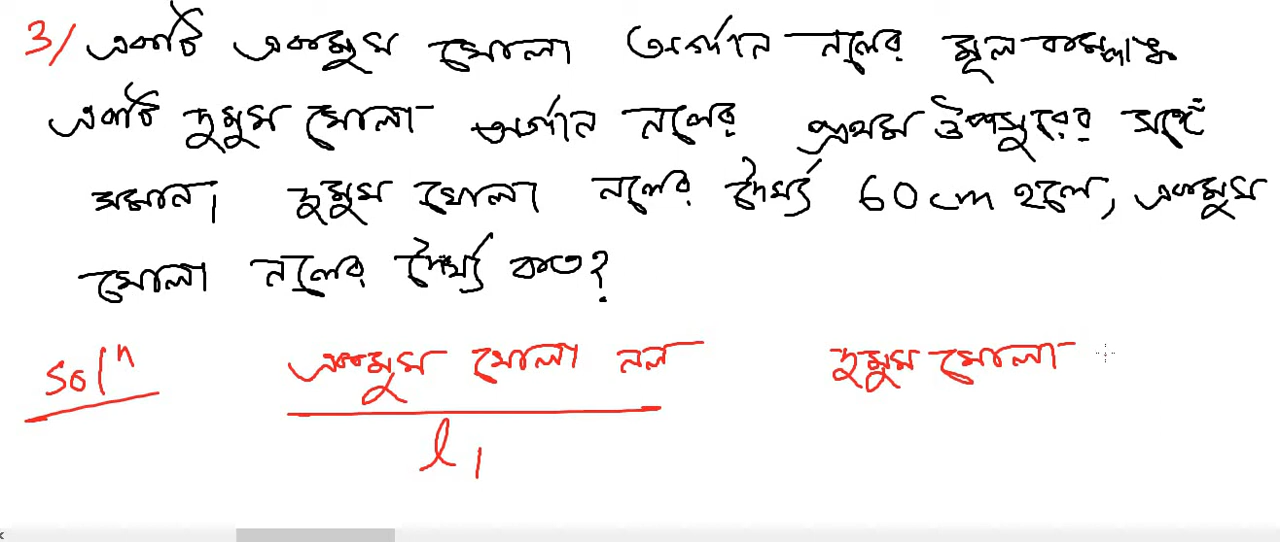 3/ একটি একমুখ খোলা অর্গান নলের মূল কম্পাঙ্ক
একটি দুমুখ খোলা অর্গান নলের প্রথম উপসুরের সঙ্গে
সমান। দুমুখ খোলা নলের দৈর্ঘ্য 60 cm হলে, একমুখ
খোলা নলের দৈর্ঘ্য কত?
solⁿ একমুখ খোলা নল দুমুখ খোলা
l₁